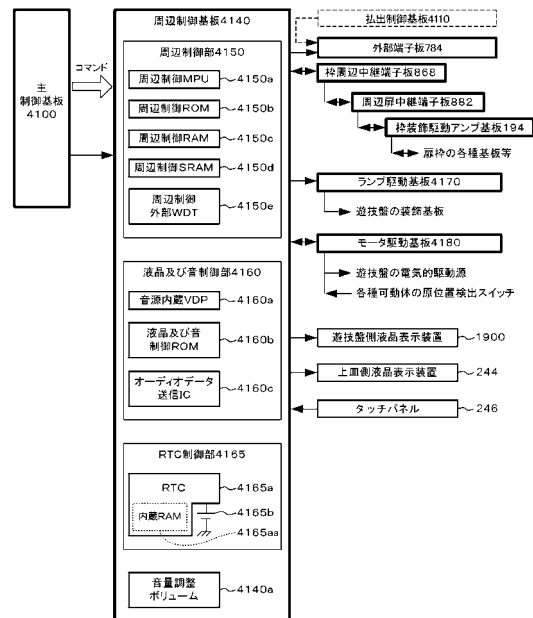 主
制御基板
4100
コマンド
周辺制御基板4140
周辺制御部4150
周辺制御MPU
4150a
周辺制御ROM
4150b
周辺制御RAM
4150c
周辺制御SRAM
4150d
周辺制御
外部WDT
4150e
液晶及び音制御部4160
音源内蔵VDP
4160a
液晶及び音
制御ROM
4160b
オーディオデータ
送信IC
4160c
RTC制御部4165
RTC
4165a
内蔵RAM
4165b
4165aa
音量調整
ボリューム
4140a
払出制御基板4110
外部端子板784
枠周辺中継端子板868
周辺扉中継端子板882
枠装飾駆動アンプ基板194
扉枠の各種基板等
ランプ駆動基板4170
遊技盤の装飾基板
モータ駆動基板4180
遊技盤の電気的駆動源
各種可動体の原位置検出スイッチ
遊技盤側液晶表示装置
1900
上皿側液晶表示装置
244
タッチパネル
246